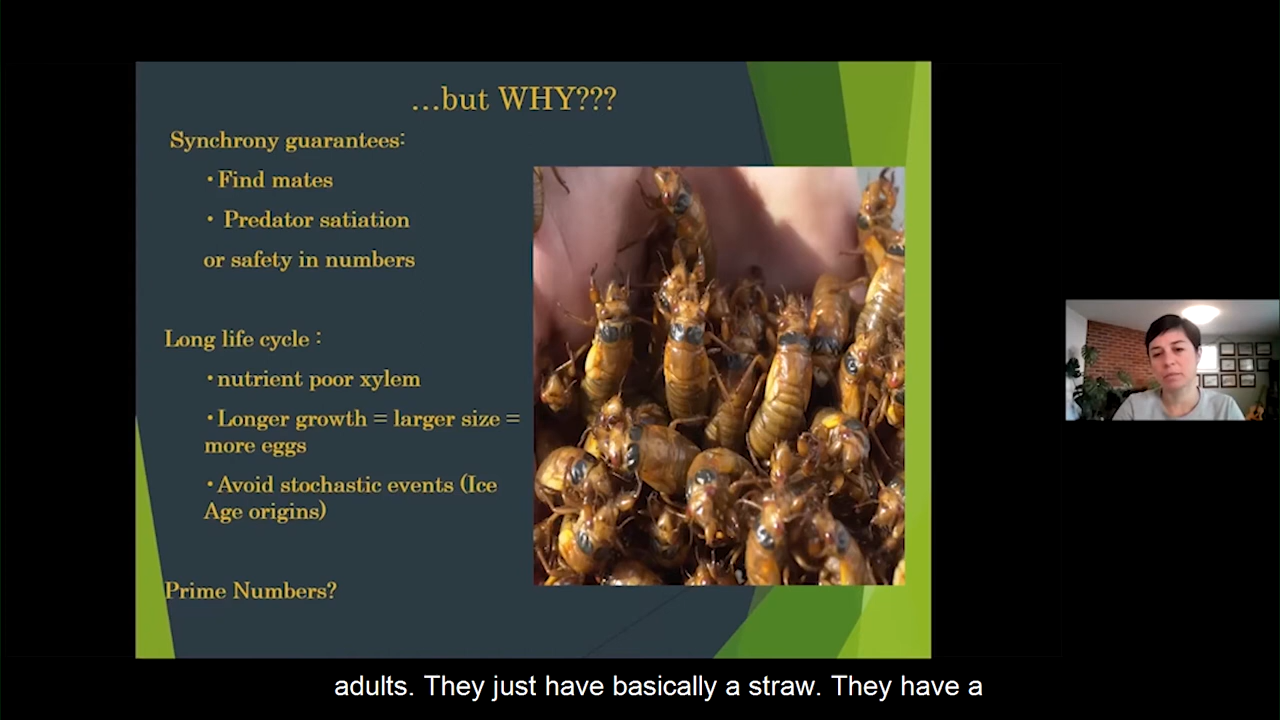 ...but WHY???
Synchrony guarantees:
•Find mates
• Predator satiation
or safety in numbers
Long life cycle :
•nutrient poor xylem
•Longer growth = larger size =
more eggs
•Avoid stochastic events (Ice
Age origins)
Prime Numbers?
adults. They just have basically a straw. They have a